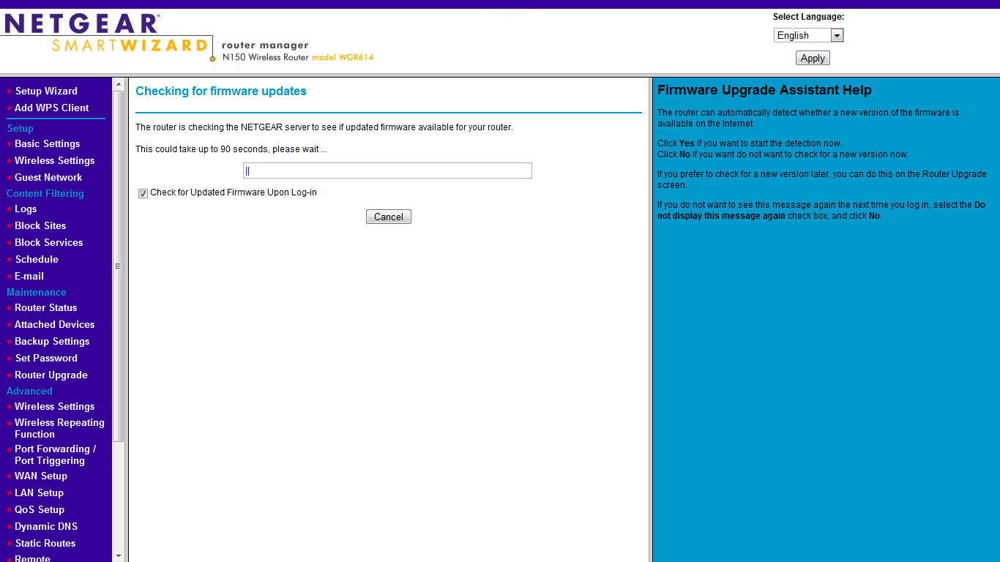 NETGEAR®
SMARTWIZARD
router manager
N150 Wireless Router model WGR614
Select Language:
English
Apply
Setup Wizard
Add WPS Client
Setup
Basic Settings
Wireless Settings
Guest Network
Content Filtering
Logs
Block Sites
Block Services
Schedule
E-mail
Maintenance
Router Status
Attached Devices
Backup Settings
Set Password
Router Upgrade
Advanced
Wireless Settings
Wireless Repeating
Function
Port Forwarding /
Port Triggering
WAN Setup
LAN Setup
QoS Setup
Dynamic DNS
Static Routes
Remote
Checking for firmware updates
The router is checking the NETGEAR server to see if updated firmware available for your router.
This could take up to 90 seconds, please wait ...
||
Check for Updated Firmware Upon Log-in
Cancel
Firmware Upgrade Assistant Help
The router can automatically detect whether a new version of the firmware is
available on the Internet.
Click Yes if you want to start the detection now.
Click No if you want do not want to check for a new version now.
If you prefer to check for a new version later, you can do this on the Router Upgrade
screen.
If you do not want to see this message again the next time you log in, select the Do
not display this message again check box, and click No.